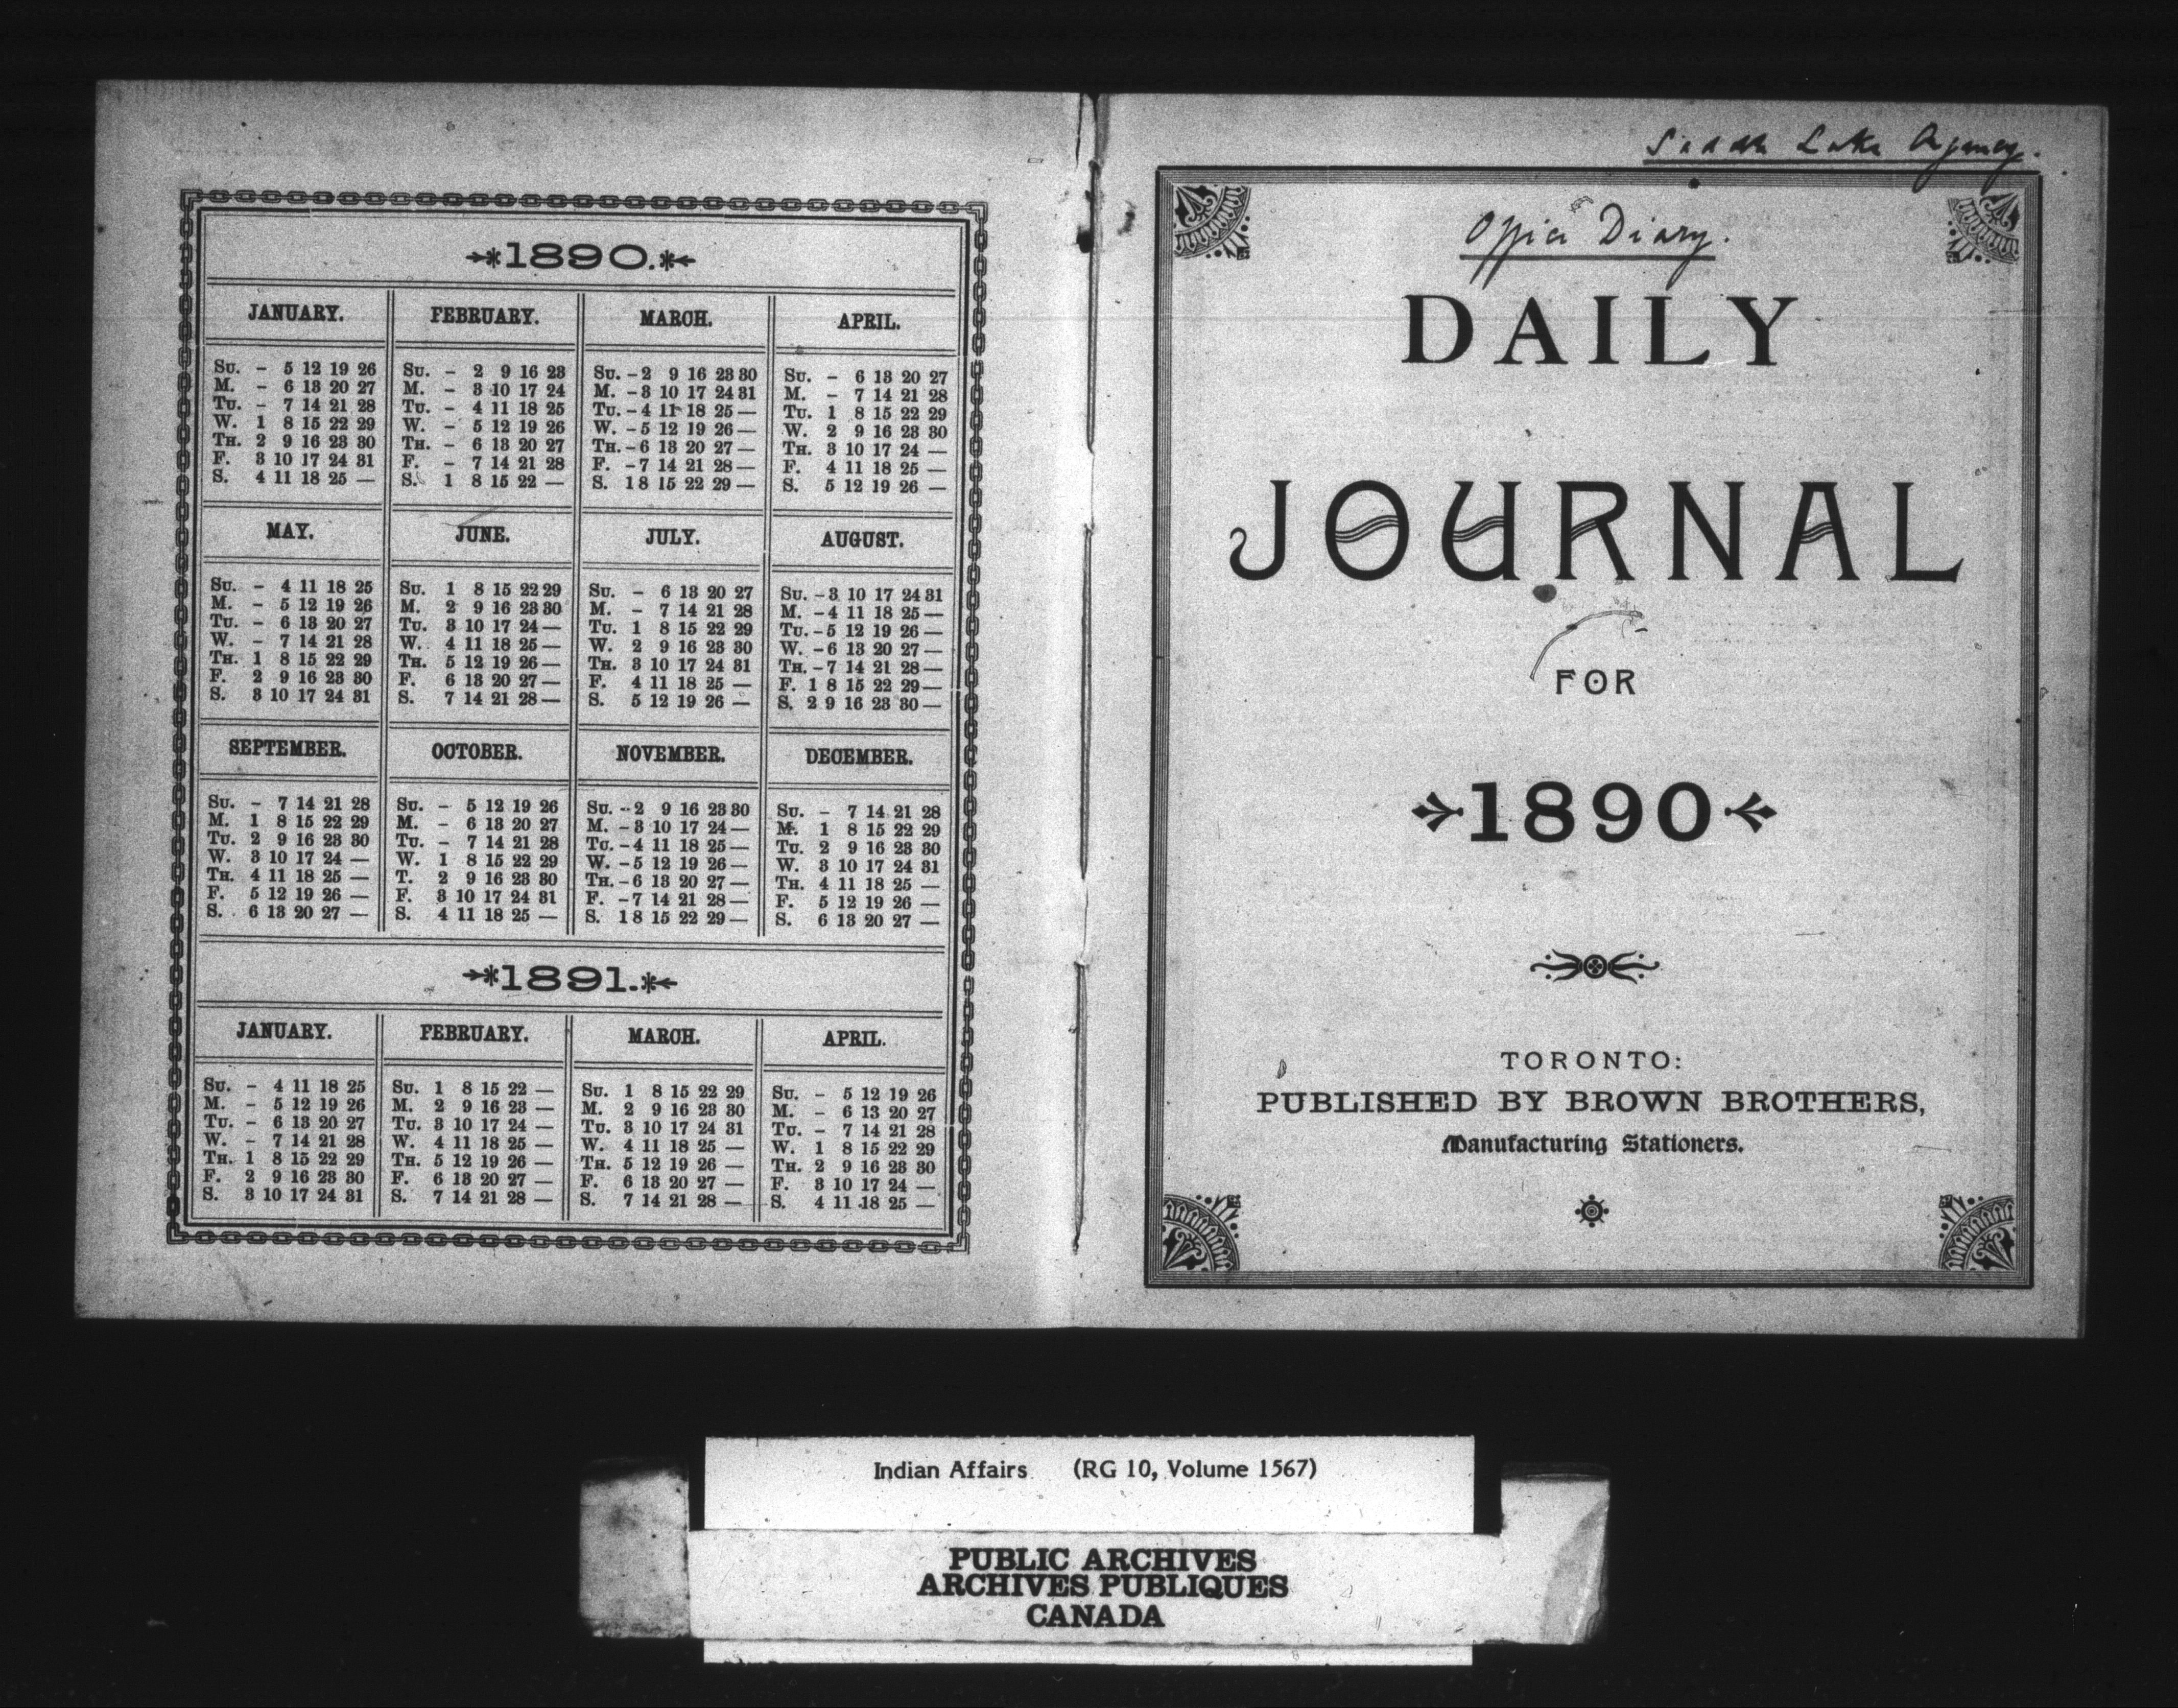 1890.
JANUARY. FEBRUARY. MARCH. APRIL.
Su. – 5 12 19 26 Su. – 2 9 16 23 Su. – 2 9 16 23 30 Su. – 6 13 20 27
M. – 6 13 20 27 M. – 3 10 17 24 M. – 3 10 17 24 31 M. – 7 14 21 28
Tu. – 7 14 21 28 Tu. – 4 11 18 25 Tu. – 4 11 18 25 — Tu. 1 8 15 22 29
W. 1 8 15 22 29 W. – 5 12 19 26 W. – 5 12 19 26 — W. 2 9 16 23 30
Th. 2 9 16 23 30 Th. – 6 13 20 27 Th. – 6 13 20 27 — Th. 3 10 17 24 —
F. 3 10 17 24 31 F. – 7 14 21 28 F. – 7 14 21 28 — F. 4 11 18 25 —
S. 4 11 18 25 — S. 1 8 15 22 — S. 1 8 15 22 29 — S. 5 12 19 26 —
MAY. JUNE. JULY. AUGUST.
Su. – 4 11 18 25 Su. 1 8 15 22 29 Su. – 6 13 20 27 Su. – 3 10 17 24 31
M. – 5 12 19 26 M. 2 9 16 23 30 M. – 7 14 21 28 M. – 4 11 18 25 —
Tu. – 6 13 20 27 Tu. 3 10 17 24 — Tu. 1 8 15 22 29 Tu. – 5 12 19 26 —
W. – 7 14 21 28 W. 4 11 18 25 — W. 2 9 16 23 30 W. – 6 13 20 27 —
Th. 1 8 15 22 29 Th. 5 12 19 26 — Th. 3 10 17 24 31 Th. – 7 14 21 28 —
F. 2 9 16 23 30 F. 6 13 20 27 — F. 4 11 18 25 — F. 1 8 15 22 29 —
S. 3 10 17 24 31 S. 7 14 21 28 — S. 5 12 19 26 — S. 2 9 16 23 30 —
SEPTEMBER. OCTOBER. NOVEMBER. DECEMBER.
Su. – 7 14 21 28 Su. – 5 12 19 26 Su. – 2 9 16 23 30 Su. – 7 14 21 28
M. 1 8 15 22 29 M. – 6 13 20 27 M. – 3 10 17 24 — M. 1 8 15 22 29
Tu. 2 9 16 23 30 Tu. – 7 14 21 28 Tu. – 4 11 18 25 — Tu. 2 9 16 23 30
W. 3 10 17 24 — W. 1 8 15 22 29 W. – 5 12 19 26 — W. 3 10 17 24 31
Th. 4 11 18 25 — T. 2 9 16 23 30 Th. – 6 13 20 27 — Th. 4 11 18 25 —
F. 5 12 19 26 — F. 3 10 17 24 31 F. – 7 14 21 28 — F. 5 12 19 26 —
S. 6 13 20 27 — S. 4 11 18 25 — S. 1 8 15 22 29 — S. 6 13 20 27 —
1891.
JANUARY. FEBRUARY. MARCH. APRIL.
Su. – 4 11 18 25 Su. 1 8 15 22 — Su. 1 8 15 22 29 Su. – 5 12 19 26
M. – 5 12 19 26 M. 2 9 16 23 — M. 2 9 16 23 30 M. – 6 13 20 27
Tu. – 6 13 20 27 Tu. 3 10 17 24 — Tu. 3 10 17 24 31 Tu. – 7 14 21 28
W. – 7 14 21 28 W. 4 11 18 25 — W. 4 11 18 25 — W. 1 8 15 22 29
Th. 1 8 15 22 29 Th. 5 12 19 26 — Th. 5 12 19 26 — Th. 2 9 16 23 30
F. 2 9 16 23 30 F. 6 13 20 27 — F. 6 13 20 27 — F. 3 10 17 24 —
S. 3 10 17 24 31 S. 7 14 21 28 — S. 7 14 21 28 — S. 4 11 18 25 —
Saddle Lake Agency.
Office Diary.
DAILY
JOURNAL
FOR
1890
TORONTO:
PUBLISHED BY BROWN BROTHERS,
Manufacturing Stationers.
Indian Affairs (RG 10, Volume 1567)
PUBLIC ARCHIVES
ARCHIVES PUBLIQUES
CANADA